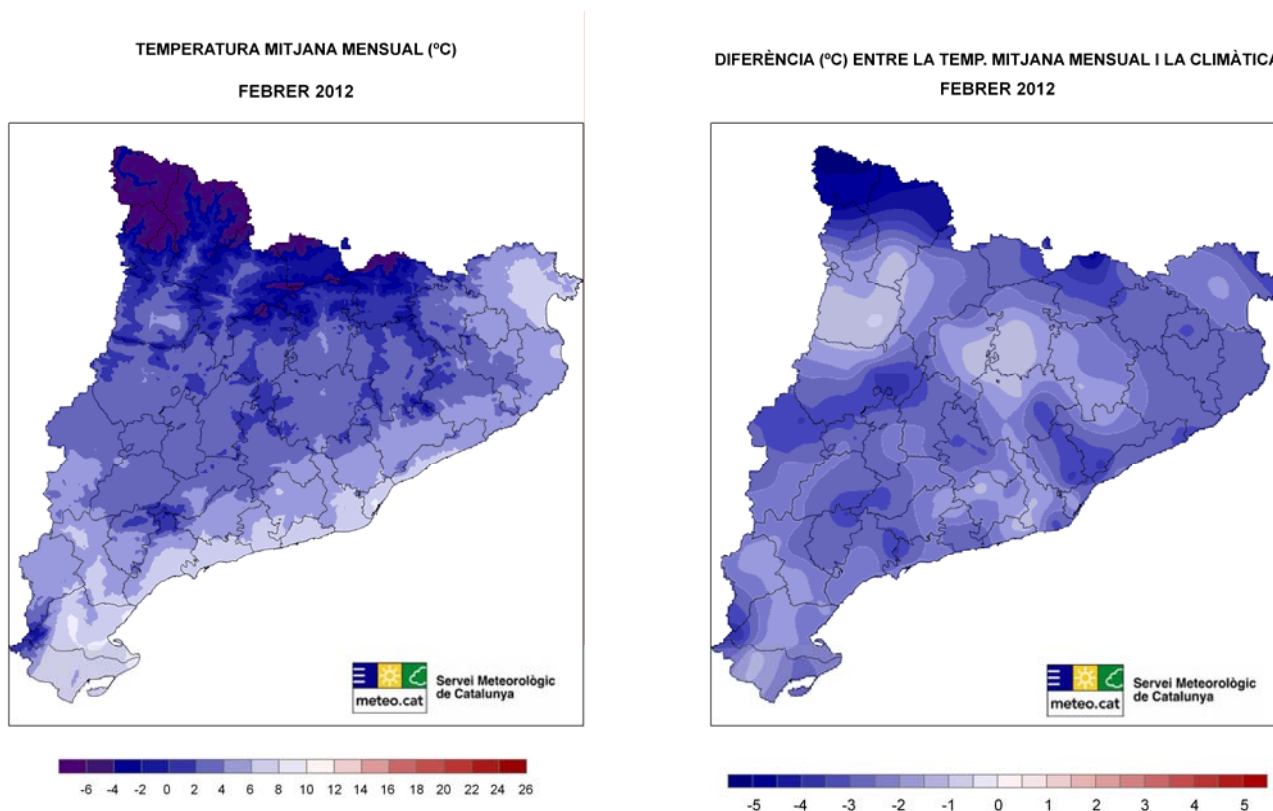 TEMPERATURA MITJANA MENSUAL (ºC)
FEBRER 2012
Servei Meteorològic
de Catalunya
meteo.cat
-6 -4 -2 0 2 4 6 8 10 12 14 16 18 20 22 24 26
DIFERÈNCIA (ºC) ENTRE LA TEMP. MITJANA MENSUAL I LA CLIMÀTICA
FEBRER 2012
Servei Meteorològic
de Catalunya
meteo.cat
-5 -4 -3 -2 -1 0 1 2 3 4 5